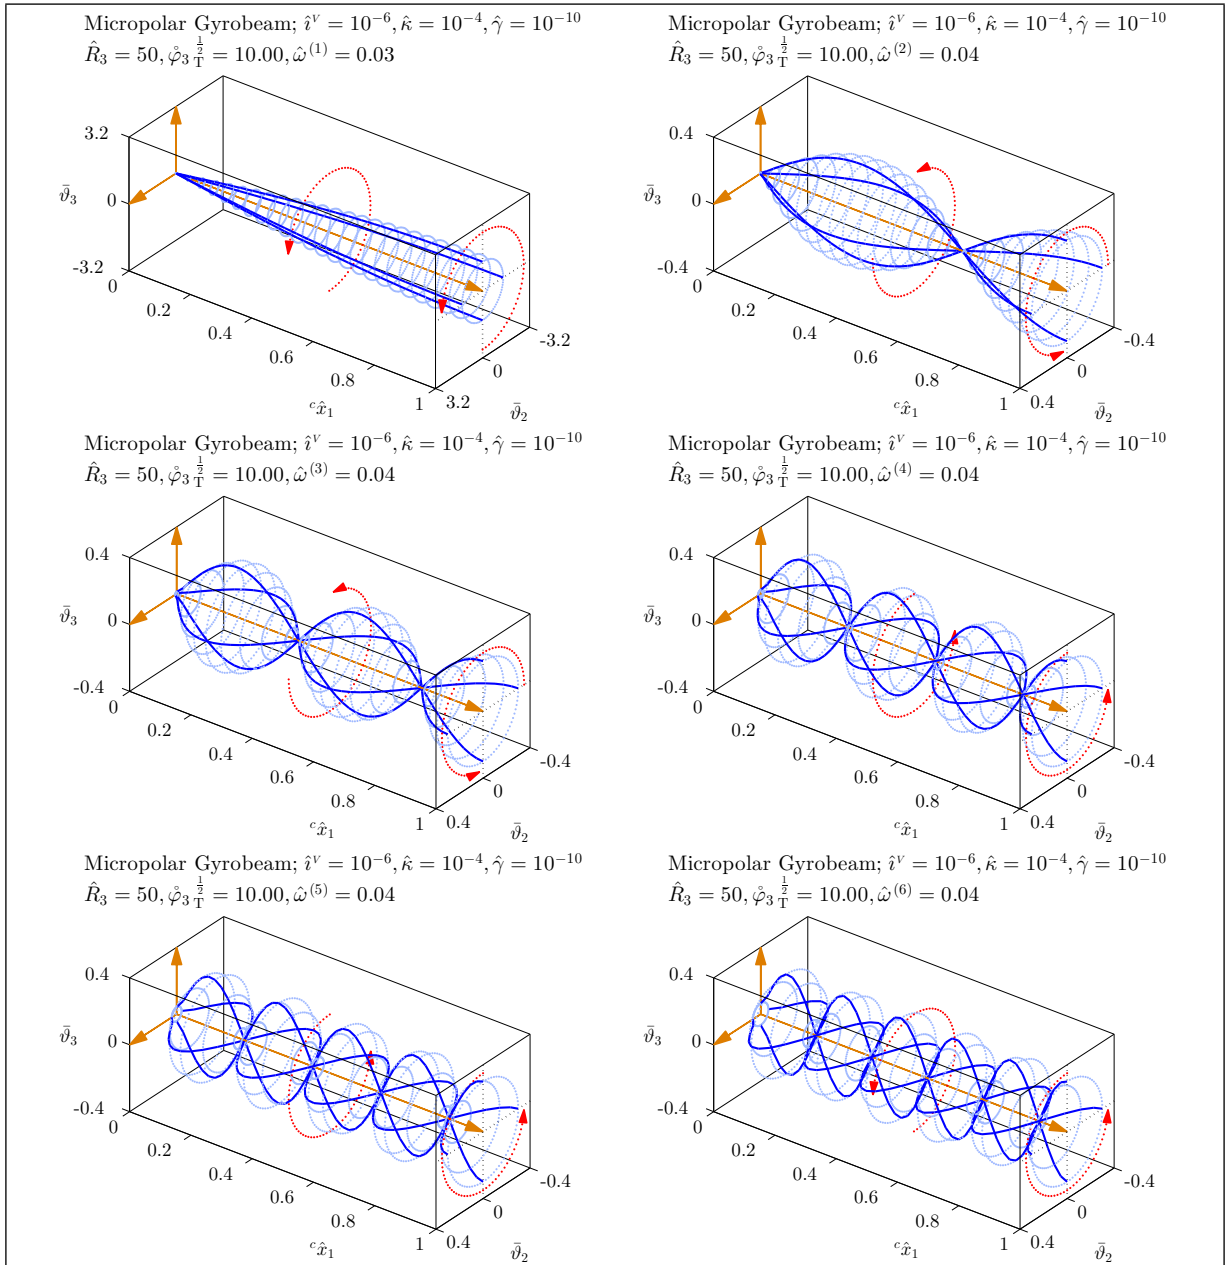 Micropolar Gyrobeam; î^V = 10^-6, κ̂ = 10^-4, γ̂ = 10^-10
R̂_3 = 50, φ̊_3 T^1/2 = 10.00, ω̂^(1) = 0.03
3.2
ϑ̄_3
0
-3.2
0
0.2
0.4
0.6
0.8
1
^c x̂_1
3.2
0
-3.2
ϑ̄_2
Micropolar Gyrobeam; î^V = 10^-6, κ̂ = 10^-4, γ̂ = 10^-10
R̂_3 = 50, φ̊_3 T^1/2 = 10.00, ω̂^(2) = 0.04
0.4
ϑ̄_3
0
-0.4
0
0.2
0.4
0.6
0.8
1
^c x̂_1
0.4
0
-0.4
ϑ̄_2
Micropolar Gyrobeam; î^V = 10^-6, κ̂ = 10^-4, γ̂ = 10^-10
R̂_3 = 50, φ̊_3 T^1/2 = 10.00, ω̂^(3) = 0.04
0.4
ϑ̄_3
0
-0.4
0
0.2
0.4
0.6
0.8
1
^c x̂_1
0.4
0
-0.4
ϑ̄_2
Micropolar Gyrobeam; î^V = 10^-6, κ̂ = 10^-4, γ̂ = 10^-10
R̂_3 = 50, φ̊_3 T^1/2 = 10.00, ω̂^(4) = 0.04
0.4
ϑ̄_3
0
-0.4
0
0.2
0.4
0.6
0.8
1
^c x̂_1
0.4
0
-0.4
ϑ̄_2
Micropolar Gyrobeam; î^V = 10^-6, κ̂ = 10^-4, γ̂ = 10^-10
R̂_3 = 50, φ̊_3 T^1/2 = 10.00, ω̂^(5) = 0.04
0.4
ϑ̄_3
0
-0.4
0
0.2
0.4
0.6
0.8
1
^c x̂_1
0.4
0
-0.4
ϑ̄_2
Micropolar Gyrobeam; î^V = 10^-6, κ̂ = 10^-4, γ̂ = 10^-10
R̂_3 = 50, φ̊_3 T^1/2 = 10.00, ω̂^(6) = 0.04
0.4
ϑ̄_3
0
-0.4
0
0.2
0.4
0.6
0.8
1
^c x̂_1
0.4
0
-0.4
ϑ̄_2